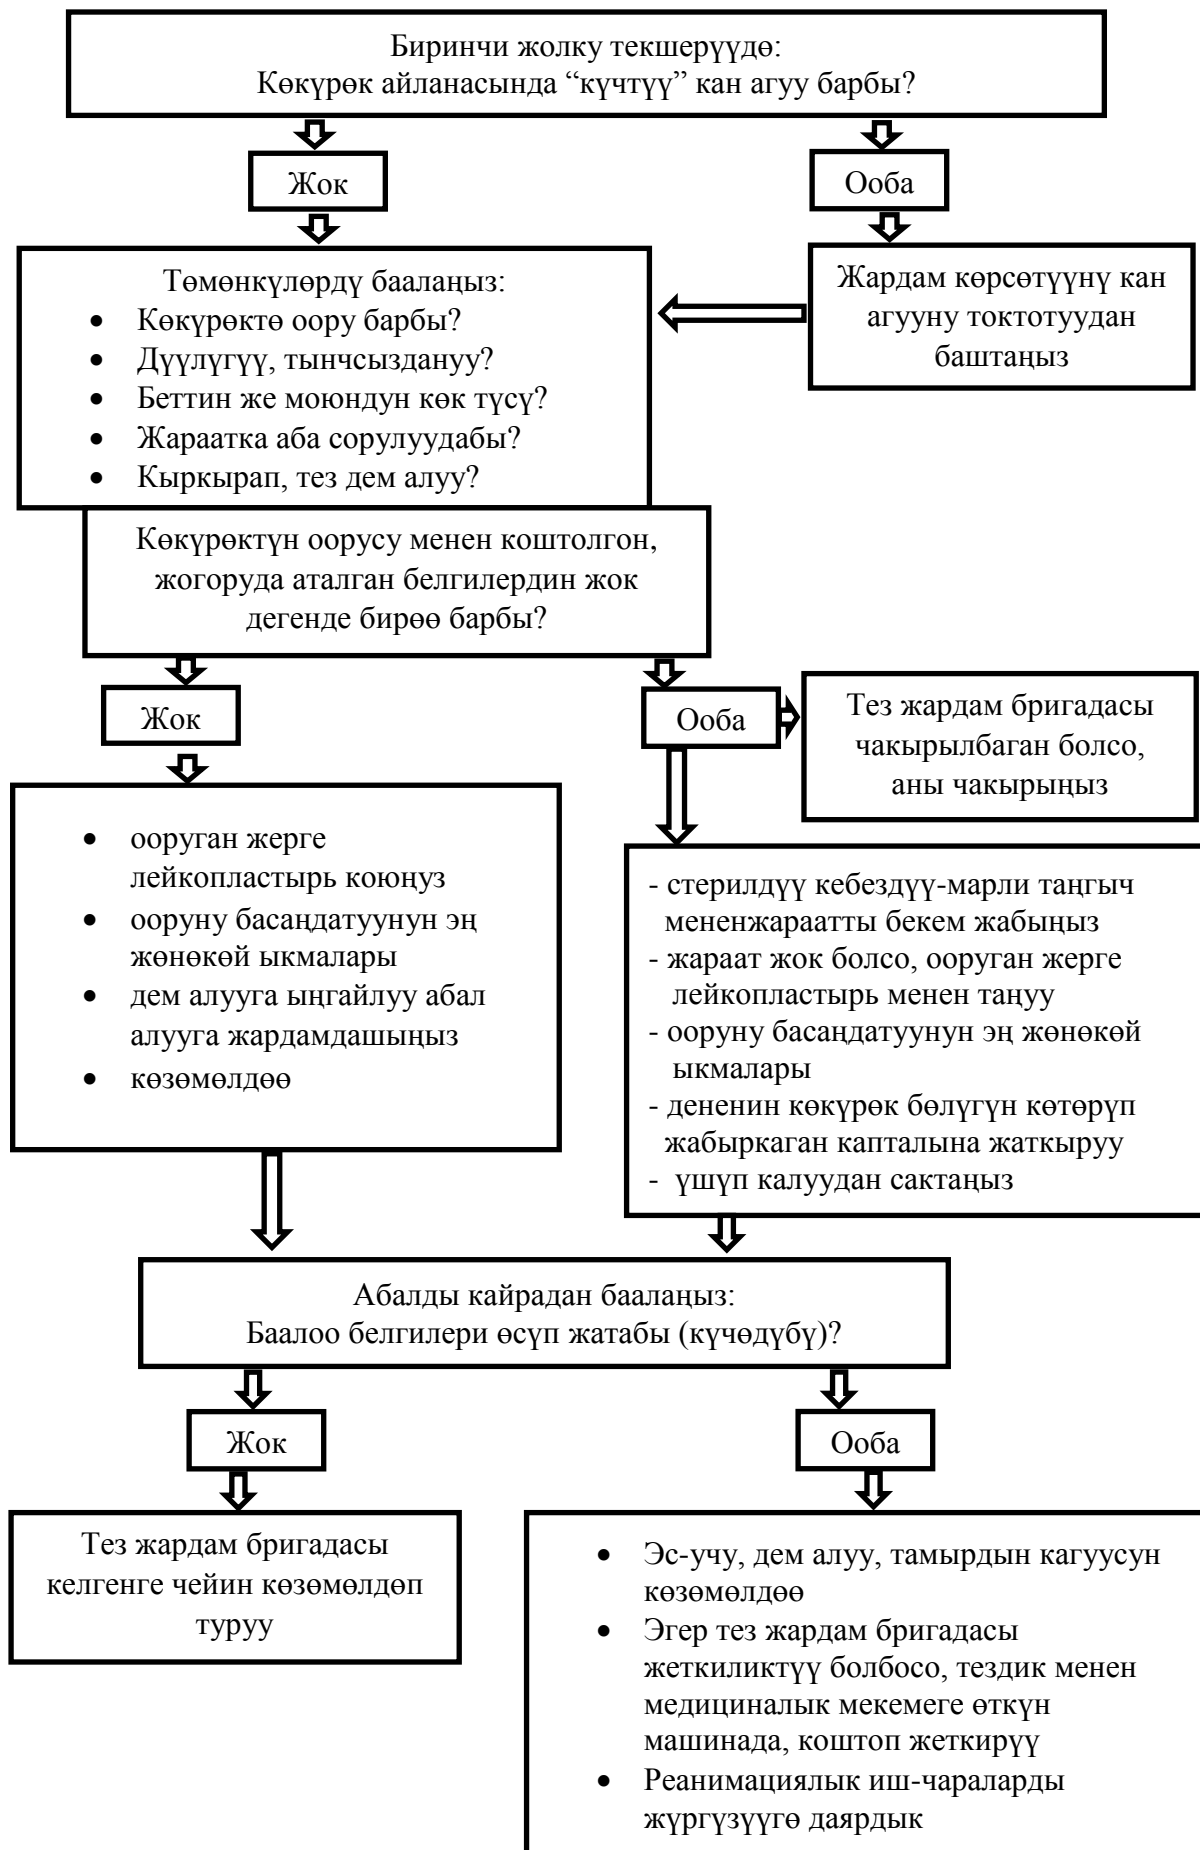 Биринчи жолку текшерүүдө:
Көкүрөк айланасында “күчтүү” кан агуу барбы?
Жок
Ооба
Төмөнкүлөрдү баалаңыз:
• Көкүрөктө оору барбы?
• Дүүлүгүү, тынчсыздануу?
• Беттин же моюндун көк түсү?
• Жараатка аба сорулуудабы?
• Кыркырап, тез дем алуу?
Жардам көрсөтүүнү кан
агууну токтотуудан
баштаңыз
Көкүрөктүн оорусу менен коштолгон,
жогоруда аталган белгилердин жок
дегенде бирөө барбы?
Жок
Ооба
Тез жардам бригадасы
чакырылбаган болсо,
аны чакырыңыз
• ооруган жерге
лейкопластырь коюңуз
• ооруну басаңдатуунун эң
жөнөкөй ыкмалары
• дем алууга ыңгайлуу абал
алууга жардамдашыңыз
• көзөмөлдөө
- стерилдүү кебездүү-марли таңгыч
мененжараатты бекем жабыңыз
- жараат жок болсо, ооруган жерге
лейкопластырь менен таңуу
- ооруну басаңдатуунун эң жөнөкөй
ыкмалары
- дененин көкүрөк бөлүгүн көтөрүп
жабыркаган капталына жаткыруу
- үшүп калуудан сактаңыз
Абалды кайрадан баалаңыз:
Баалоо белгилери өсүп жатабы (күчөдүбү)?
Жок
Ооба
Тез жардам бригадасы
келгенге чейин көзөмөлдөп
туруу
• Эс-учу, дем алуу, тамырдын кагуусун
көзөмөлдөө
• Эгер тез жардам бригадасы
жеткиликтүү болбосо, тездик менен
медициналык мекемеге өткүн
машинада, коштоп жеткирүү
• Реанимациялык иш-чараларды
жүргүзүүгө даярдык